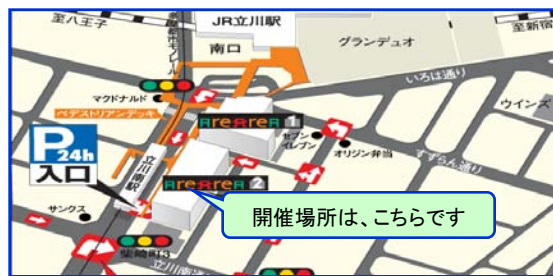 至八王子
JR立川駅
至新宿
南口
グランデュオ
いろは通り
マクドナルド
ペデストリアンデッキ
AreAreA 1
セブン
イレブン
オリジン弁当
ウインズ
すずらん通り
P
24h
入口
立川南駅
AreAreA 2
サンクス
開催場所は、こちらです
柴崎町3